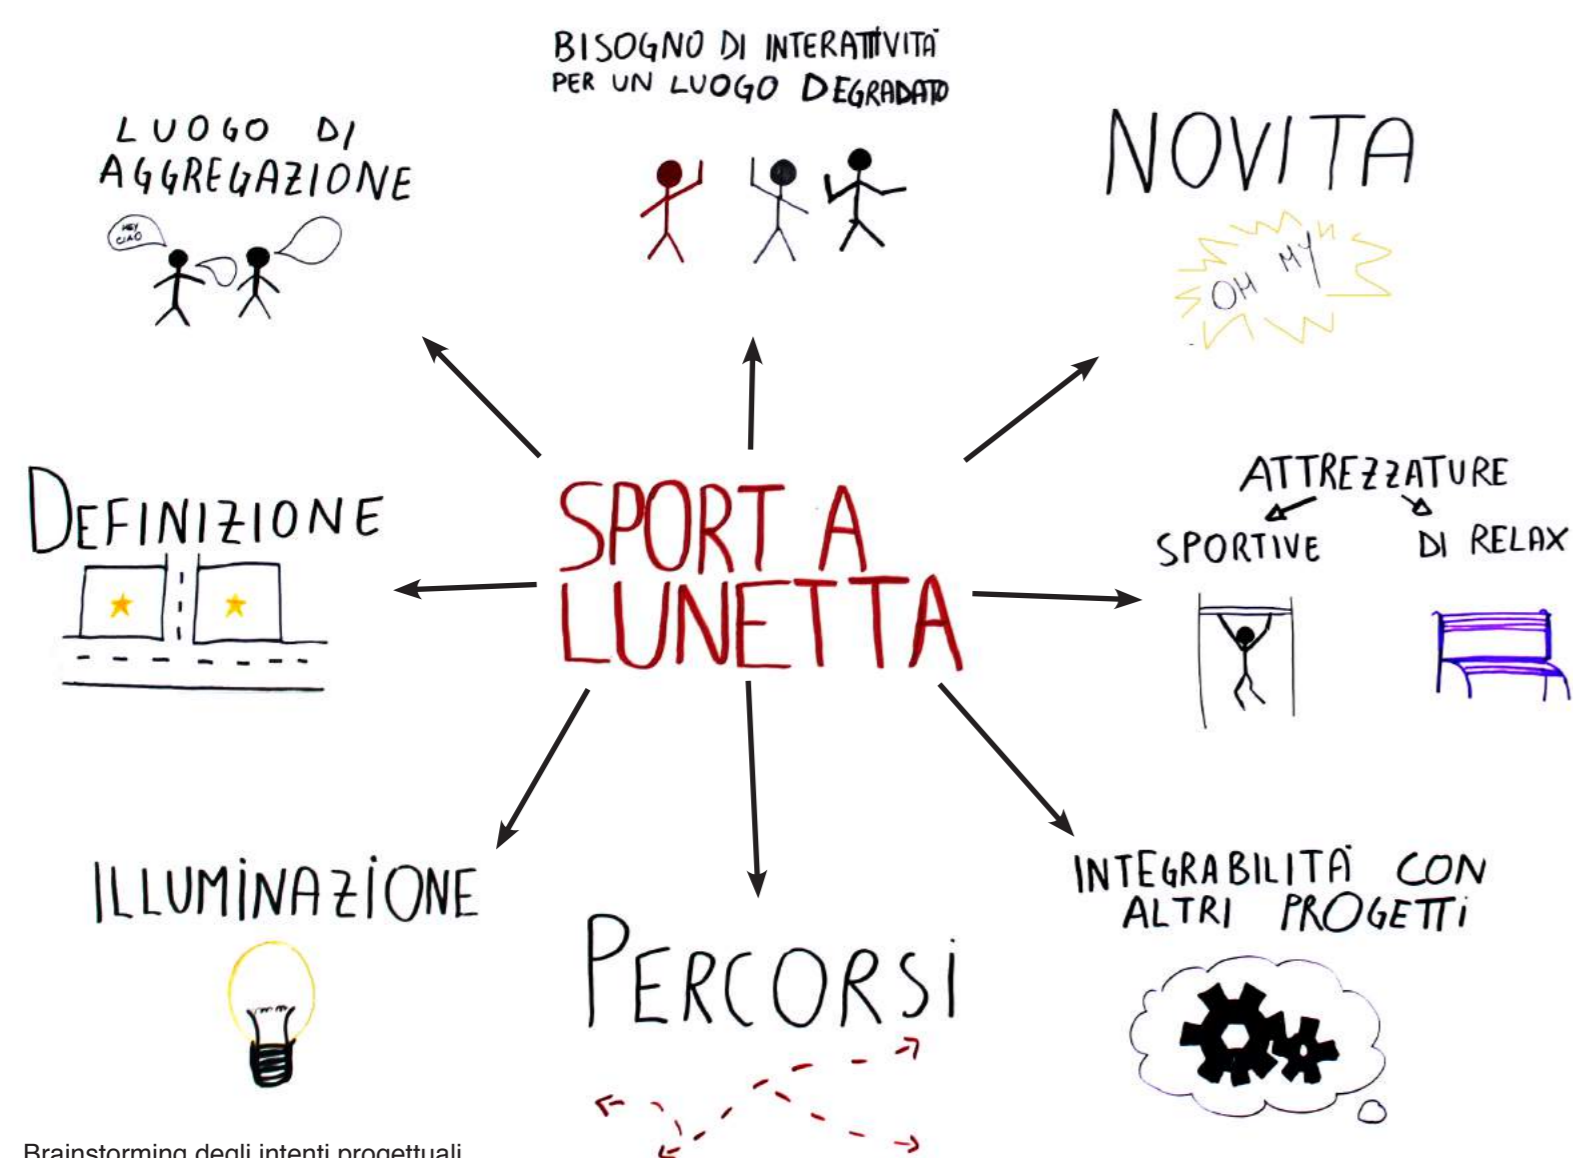 BISOGNO DI INTERATTIVITÀ
PER UN LUOGO DEGRADATO
LUOGO DI
AGGREGAZIONE
HEY
CIAO
NOVITA
OH MY
ATTREZZATURE
SPORTIVE
DI RELAX
DEFINIZIONE
SPORT A
LUNETTA
ILLUMINAZIONE
PERCORSI
INTEGRABILITÀ CON
ALTRI PROGETTI
Brainstorming degli intenti progettuali